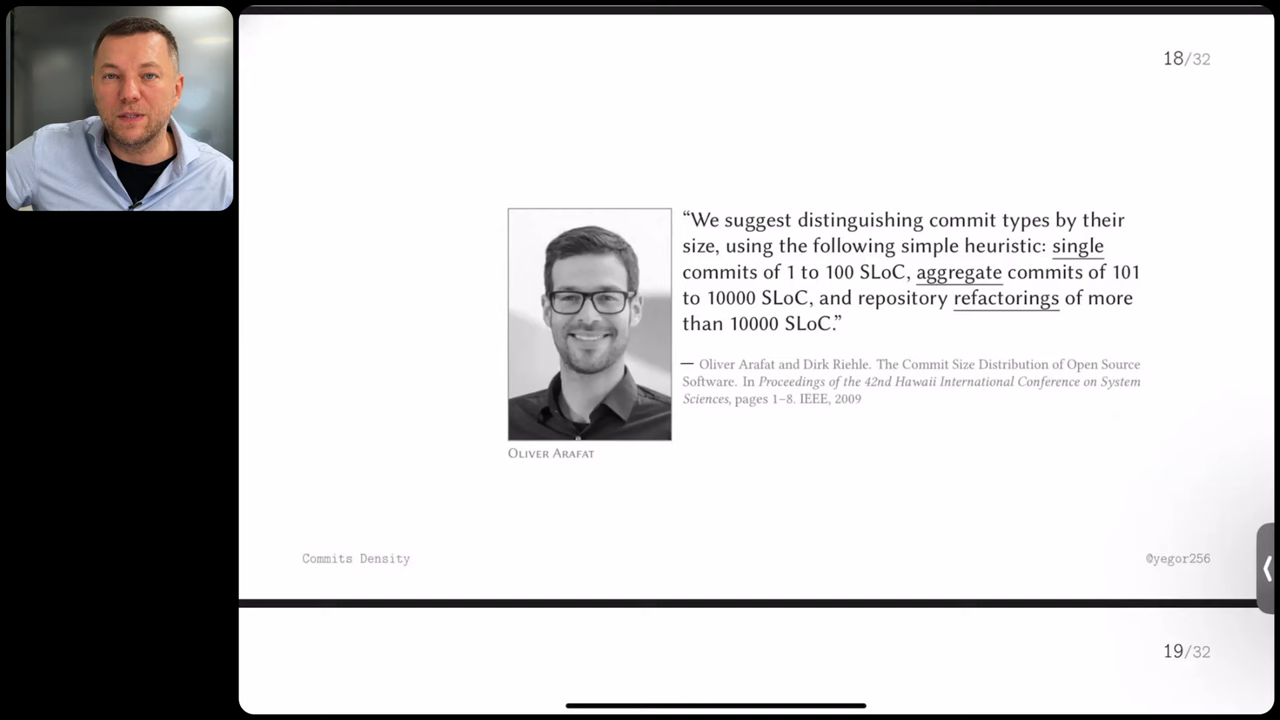 18/32
“We suggest distinguishing commit types by their
size, using the following simple heuristic: single
commits of 1 to 100 SLoC, aggregate commits of 101
to 10000 SLoC, and repository refactorings of more
than 10000 SLoC.”
— Oliver Arafat and Dirk Riehle. The Commit Size Distribution of Open Source
Software. In Proceedings of the 42nd Hawaii International Conference on System
Sciences, pages 1–8. IEEE, 2009
Oliver Arafat
Commits Density
@yegor256
19/32